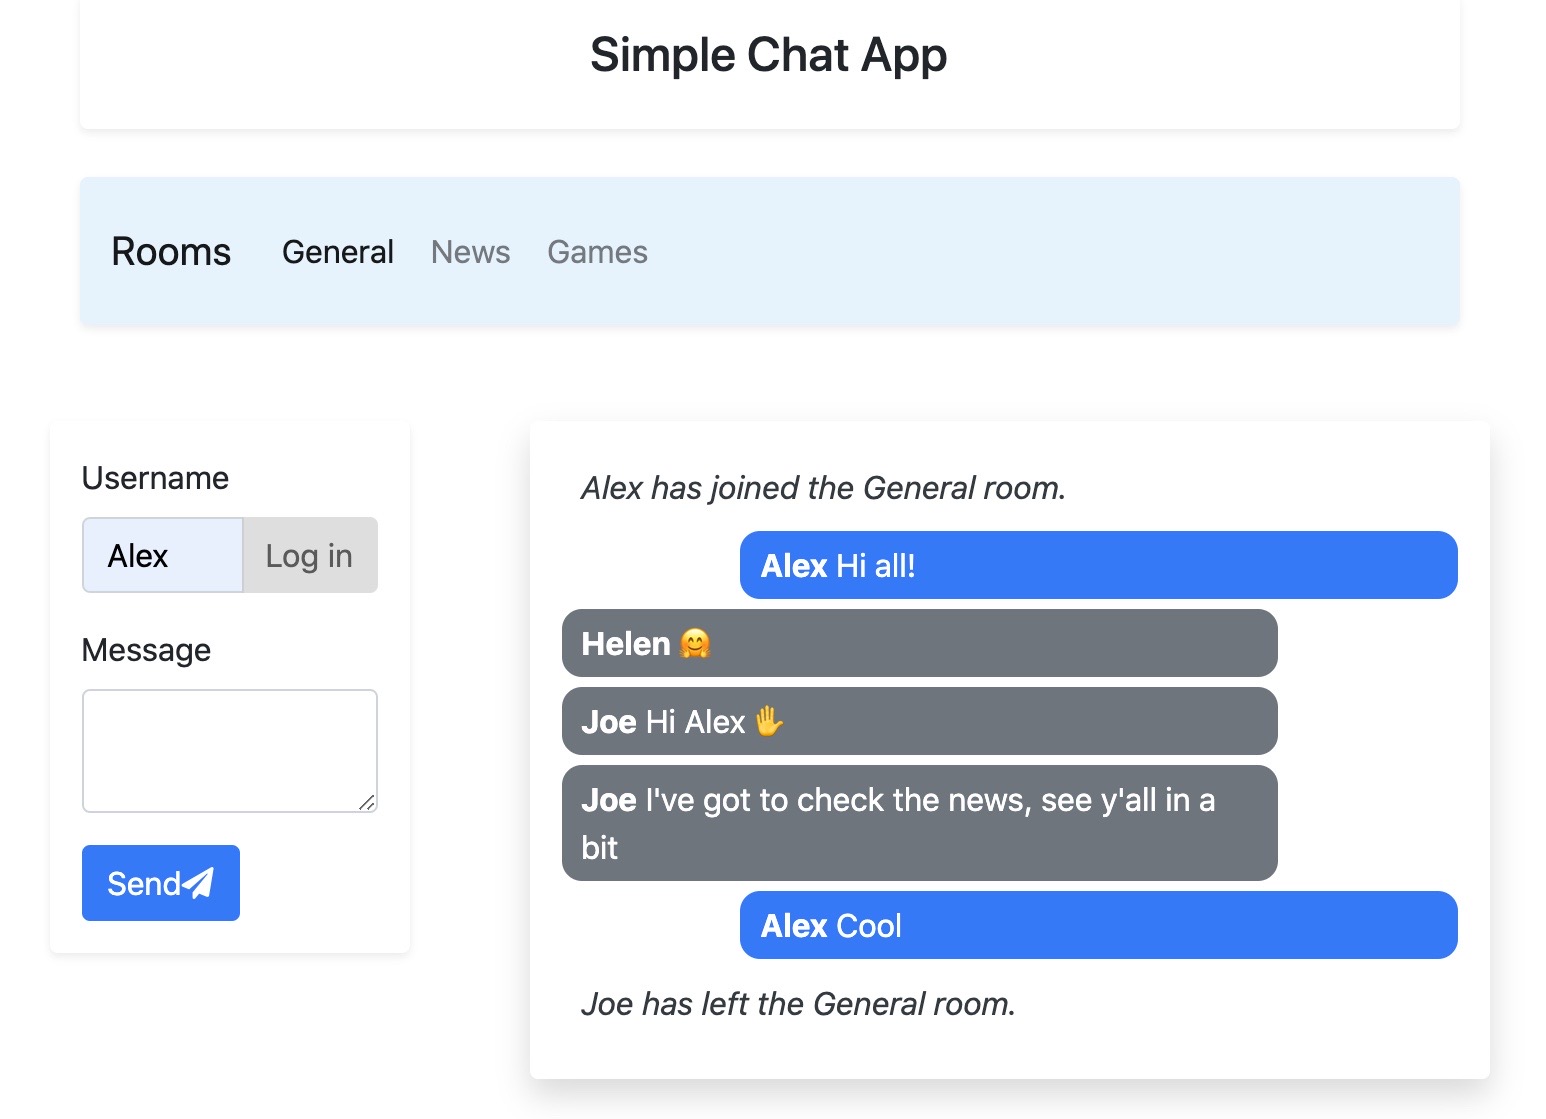 Simple Chat App
Rooms General News Games
Username
Alex Log in
Message
Send
Alex has joined the General room.
Alex Hi all!
Helen 🤗
Joe Hi Alex 🖐
Joe I've got to check the news, see y'all in a
bit
Alex Cool
Joe has left the General room.